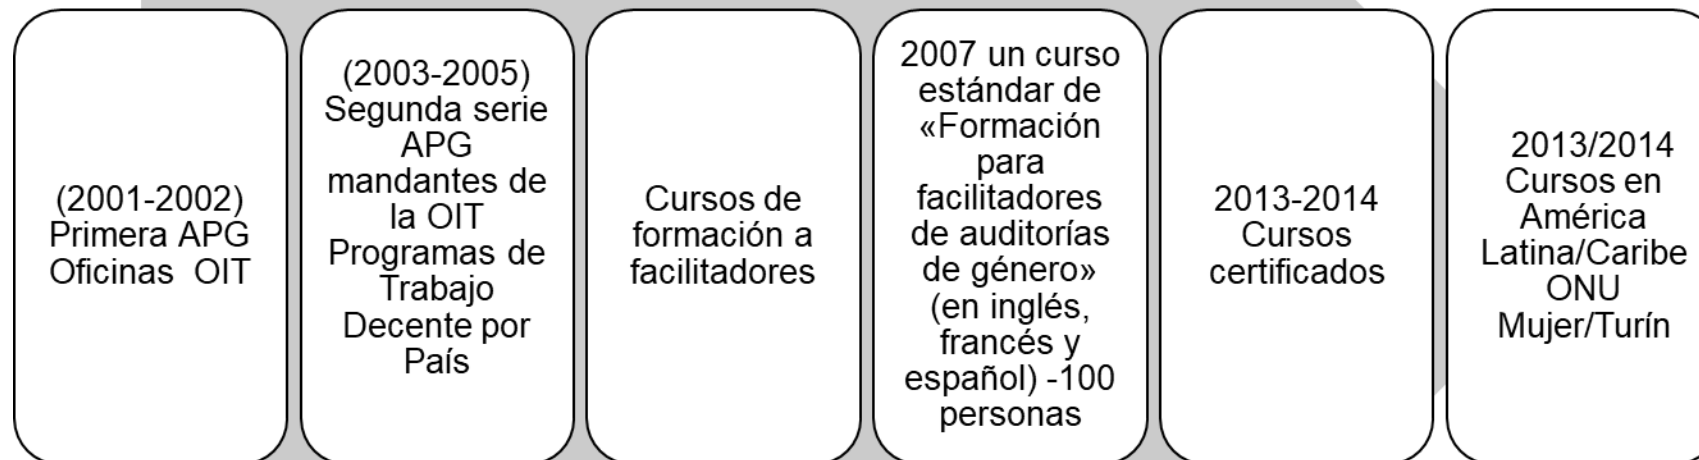 (2001-2002)
Primera APG
Oficinas OIT
(2003-2005)
Segunda serie
APG
mandantes de
la OIT
Programas de
Trabajo
Decente por
País
Cursos de
formación a
facilitadores
2007 un curso
estándar de
«Formación
para
facilitadores
de auditorías
de género»
(en inglés,
francés y
español) -100
personas
2013-2014
Cursos
certificados
2013/2014
Cursos en
América
Latina/Caribe
ONU
Mujer/Turín